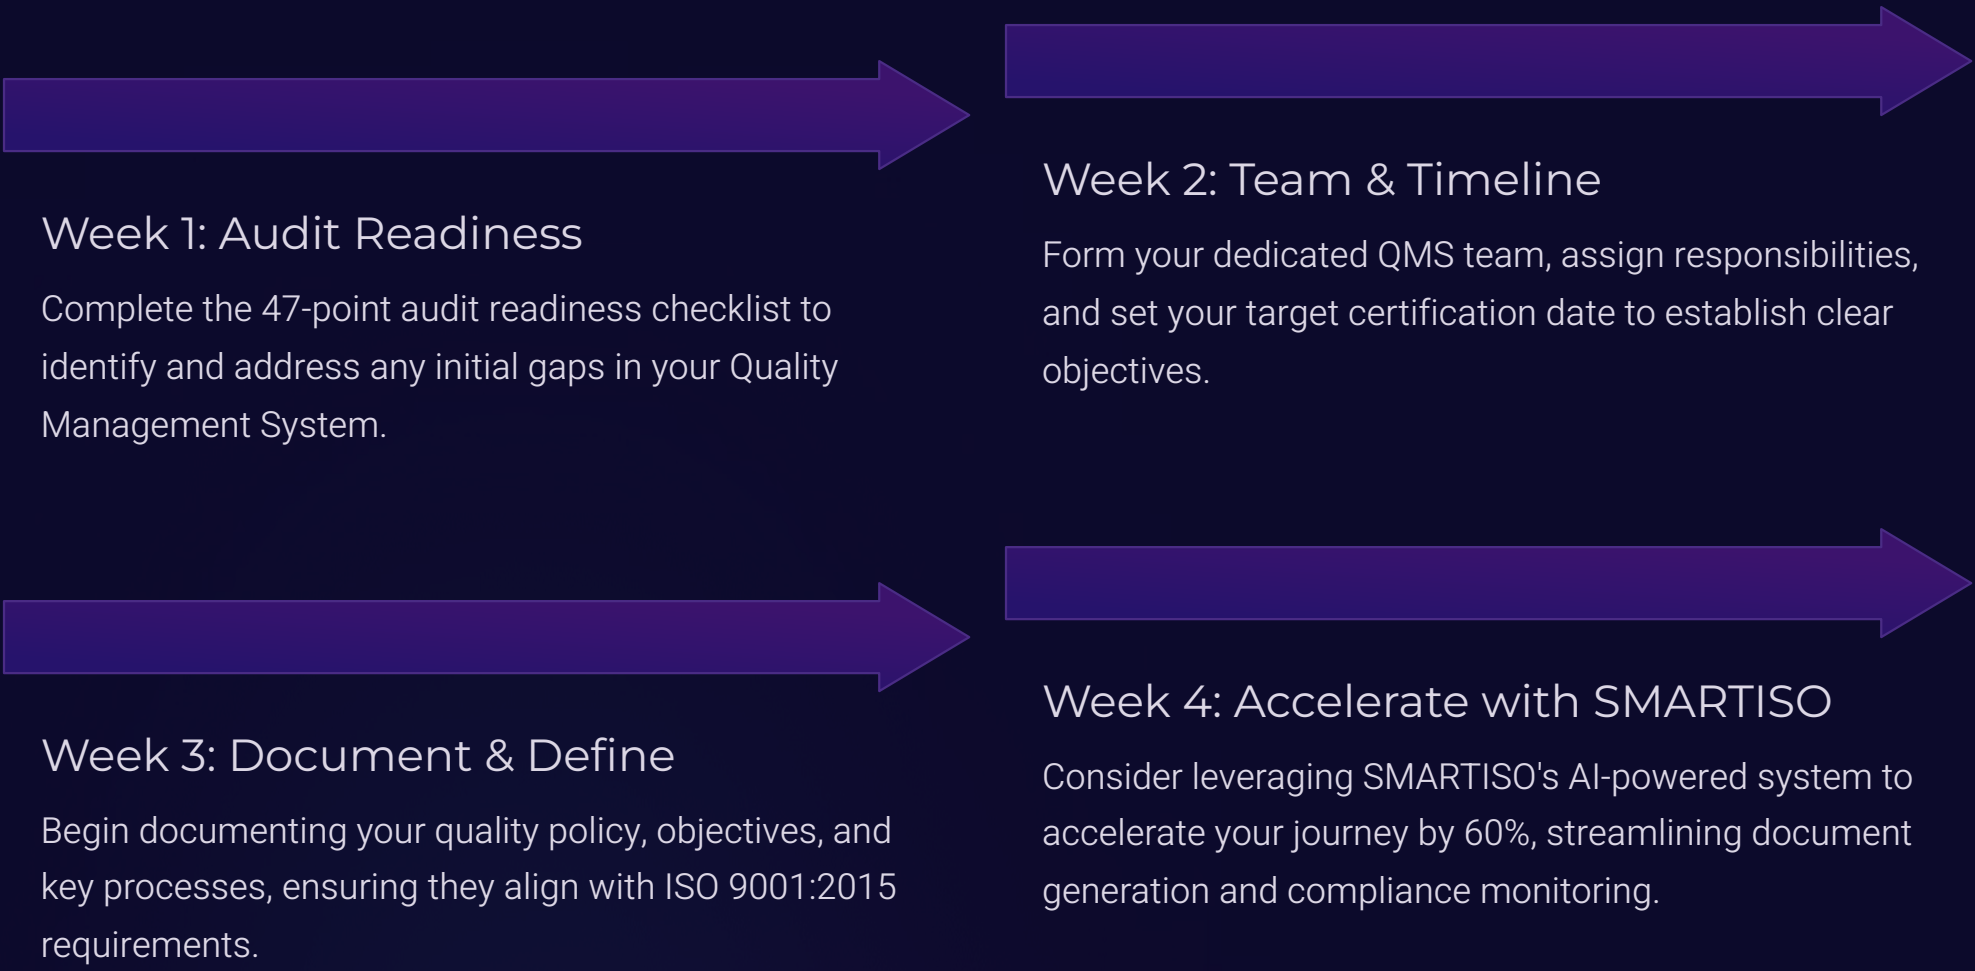 Week 1: Audit Readiness
Complete the 47-point audit readiness checklist to
identify and address any initial gaps in your Quality
Management System.
Week 2: Team & Timeline
Form your dedicated QMS team, assign responsibilities,
and set your target certification date to establish clear
objectives.
Week 3: Document & Define
Begin documenting your quality policy, objectives, and
key processes, ensuring they align with ISO 9001:2015
requirements.
Week 4: Accelerate with SMARTISO
Consider leveraging SMARTISO's AI-powered system to
accelerate your journey by 60%, streamlining document
generation and compliance monitoring.